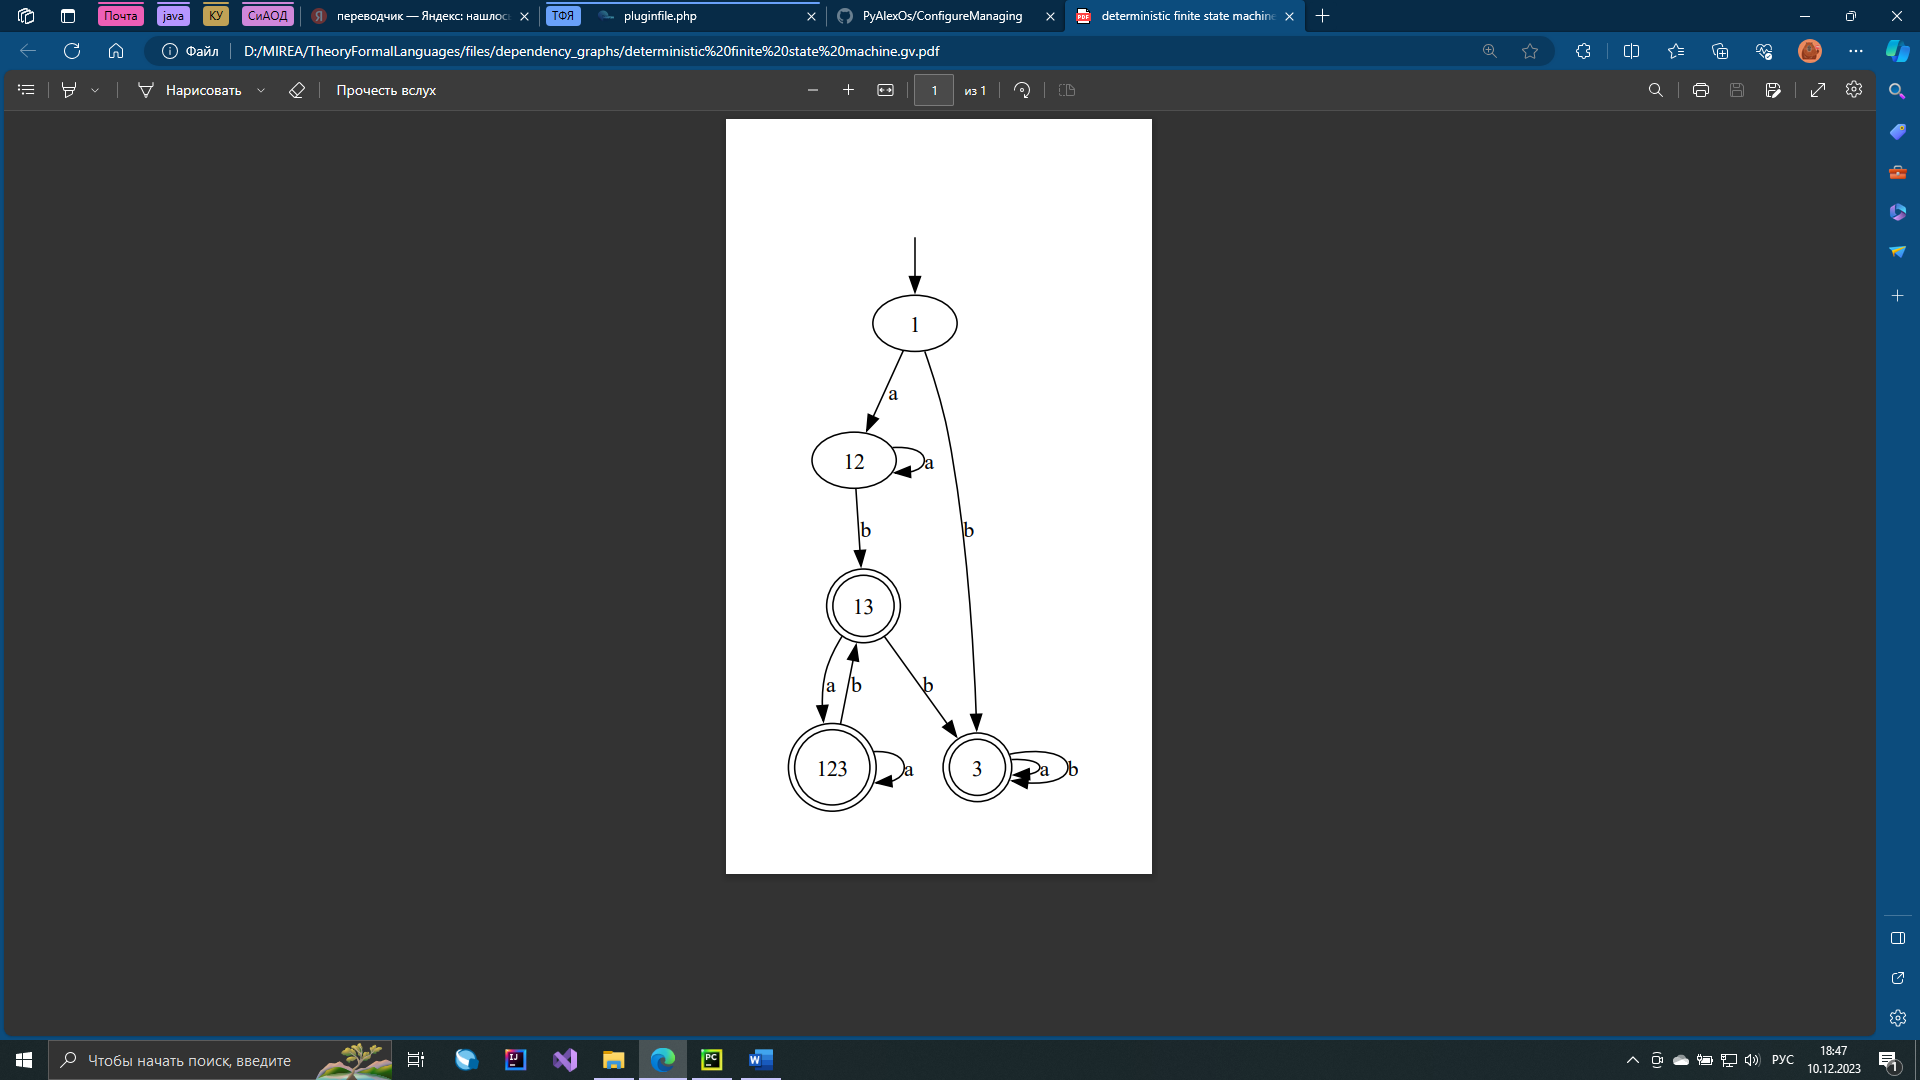 Почта
java
КУ
СиАОД
переводчик — Яндекс: нашлос
ТФЯ
pluginfile.php
PyAlexOs/ConfigureManaging
deterministic finite state machine
Файл
D:/MIREA/TheoryFormalLanguages/files/dependency_graphs/deterministic%20finite%20state%20machine.gv.pdf
Нарисовать
Прочесть вслух
1
из 1
1
a
12
a
b
b
13
a
b
b
123
a
3
a
b
Чтобы начать поиск, введите
РУС
18:47
10.12.2023
1